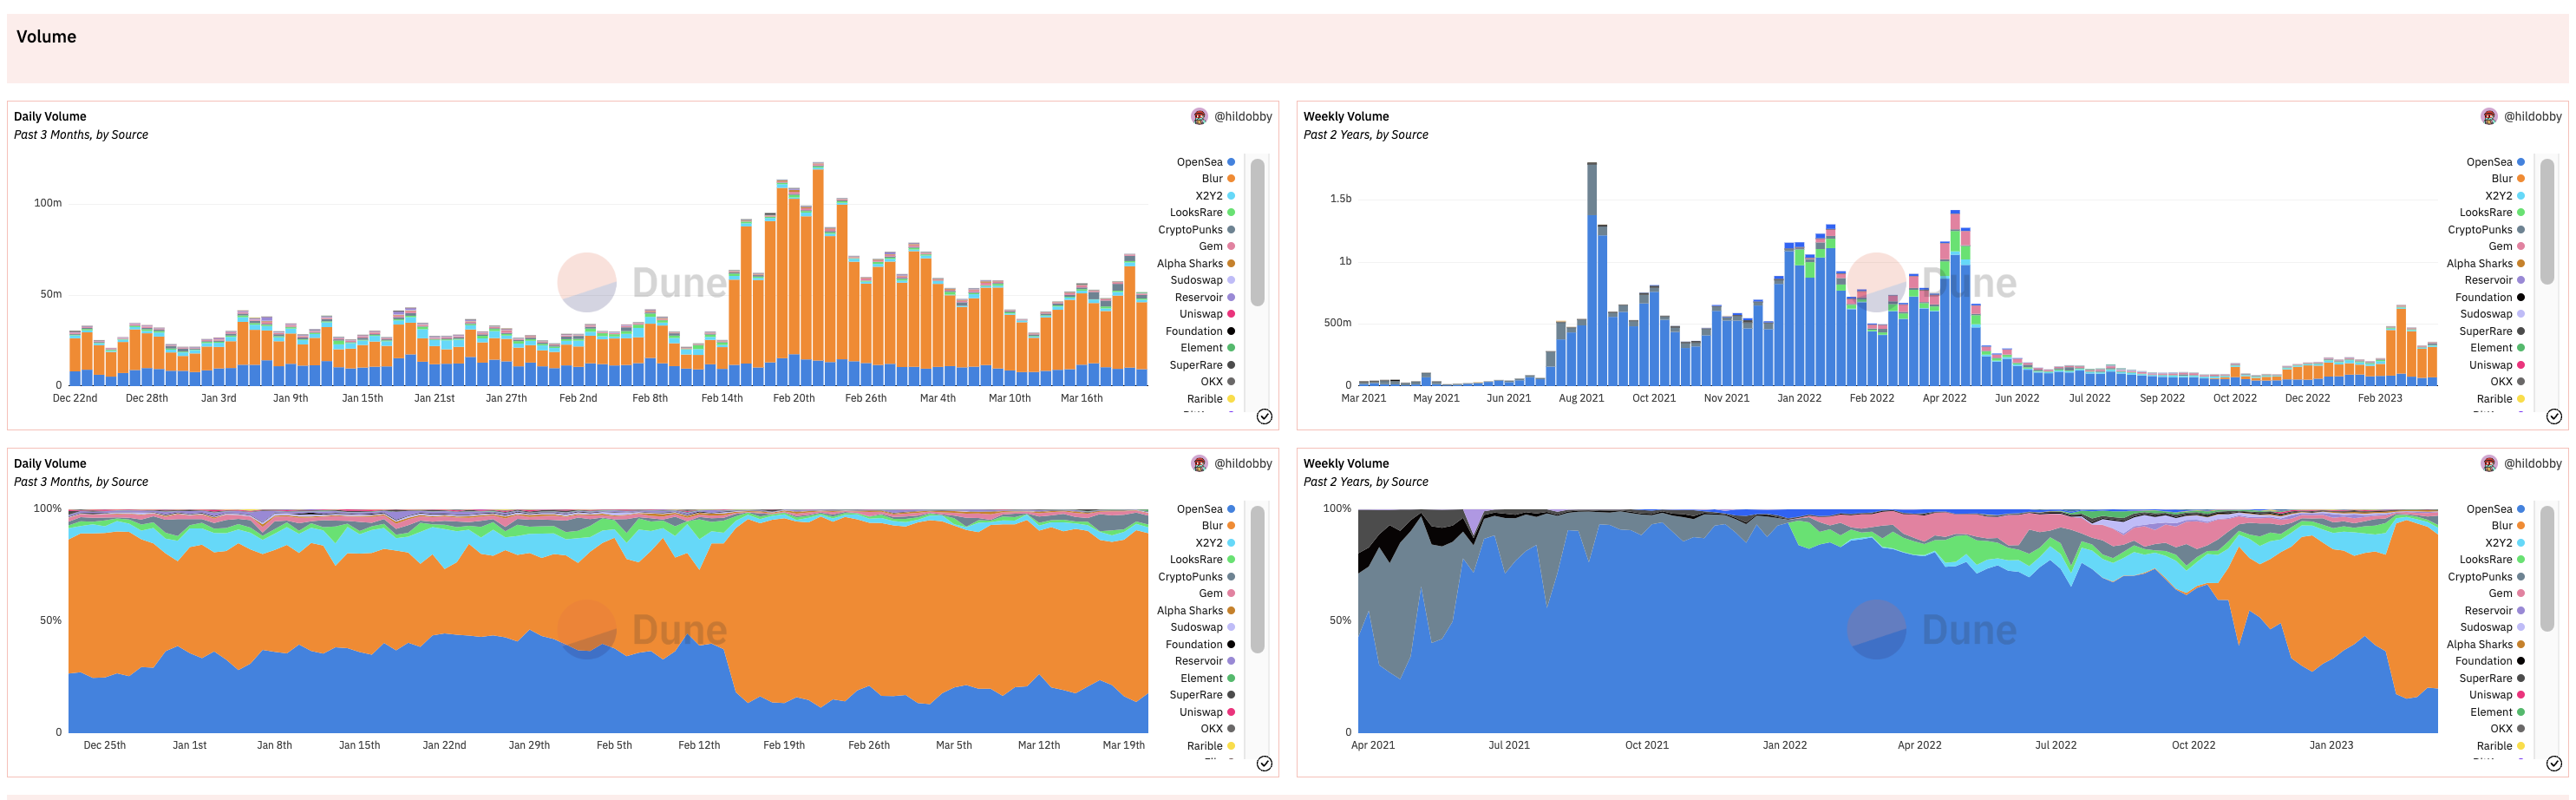 Volume
Daily Volume
@hildobby
Past 3 Months, by Source
OpenSea
Blur
X2Y2
LooksRare
CryptoPunks
Gem
Alpha Sharks
Sudoswap
Reservoir
Uniswap
Foundation
Element
SuperRare
OKX
Rarible
100m
50m
0
Dec 22nd Dec 28th Jan 3rd Jan 9th Jan 15th Jan 21st Jan 27th Feb 2nd Feb 8th Feb 14th Feb 20th Feb 26th Mar 4th Mar 10th Mar 16th
Dune
Weekly Volume
@hildobby
Past 2 Years, by Source
OpenSea
Blur
X2Y2
LooksRare
CryptoPunks
Gem
Alpha Sharks
Reservoir
Foundation
Sudoswap
SuperRare
Element
Uniswap
OKX
Rarible
1.5b
1b
500m
0
Mar 2021 May 2021 Jun 2021 Aug 2021 Oct 2021 Nov 2021 Jan 2022 Feb 2022 Apr 2022 Jun 2022 Jul 2022 Sep 2022 Oct 2022 Dec 2022 Feb 2023
Dune
Daily Volume
@hildobby
Past 3 Months, by Source
OpenSea
Blur
X2Y2
LooksRare
CryptoPunks
Gem
Alpha Sharks
Sudoswap
Foundation
Reservoir
Element
SuperRare
Uniswap
OKX
Rarible
100%
50%
0
Dec 25th Jan 1st Jan 8th Jan 15th Jan 22nd Jan 29th Feb 5th Feb 12th Feb 19th Feb 26th Mar 5th Mar 12th Mar 19th
Dune
Weekly Volume
@hildobby
Past 2 Years, by Source
OpenSea
Blur
X2Y2
LooksRare
CryptoPunks
Gem
Reservoir
Sudoswap
Alpha Sharks
Foundation
SuperRare
Uniswap
Element
OKX
Rarible
100%
50%
0
Apr 2021 Jul 2021 Oct 2021 Jan 2022 Apr 2022 Jul 2022 Oct 2022 Jan 2023
Dune